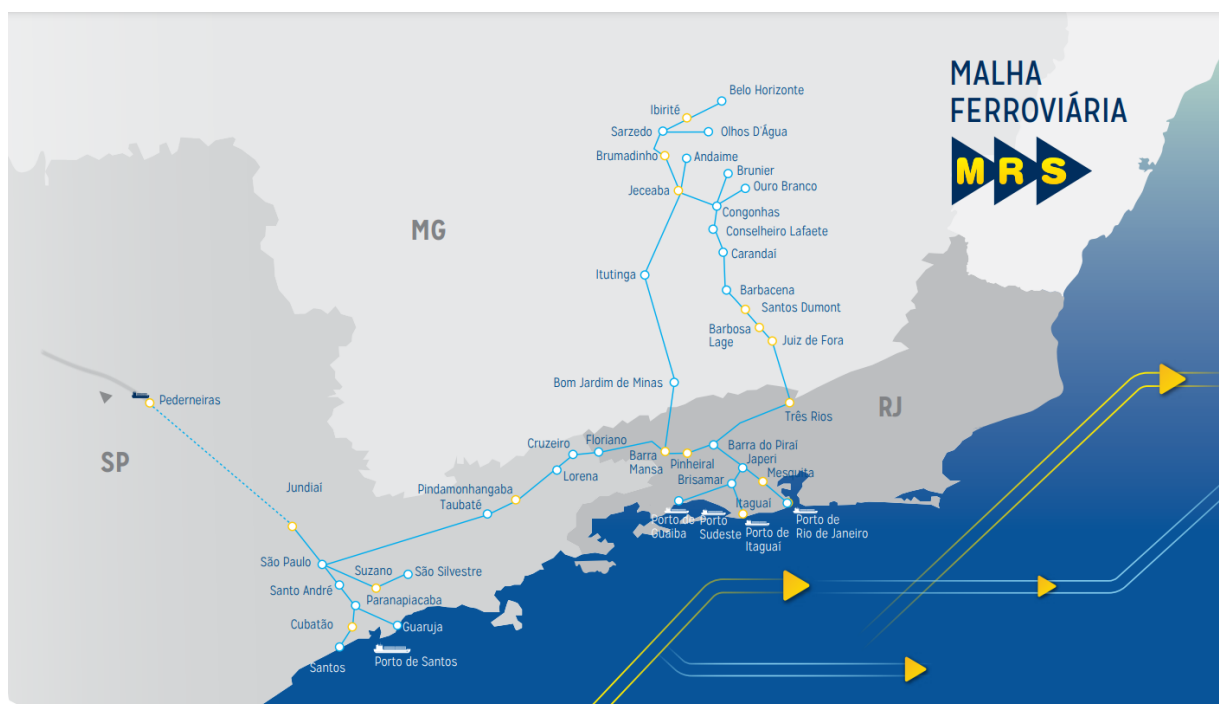 MALHA
FERROVIÁRIA
MRS
Belo Horizonte
Ibirité
Sarzedo
Olhos D'Água
Brumadinho
Andaime
Brunier
Jeceaba
Ouro Branco
Congonhas
MG
Conselheiro Lafaete
Carandaí
Itutinga
Barbacena
Santos Dumont
Barbosa
Lage
Juiz de Fora
Bom Jardim de Minas
Pederneiras
RJ
Três Rios
SP
Cruzeiro
Floriano
Barra
Mansa
Pinheiral
Barra do Piraí
Japeri
Mesquita
Brisamar
Lorena
Jundiaí
Pindamonhangaba
Taubaté
Itaguaí
Porto de
Guaiba
Porto
Sudeste
Porto de
Itaguaí
Porto de
Rio de Janeiro
São Paulo
Suzano
São Silvestre
Santo André
Paranapiacaba
Cubatão
Guaruja
Santos
Porto de Santos